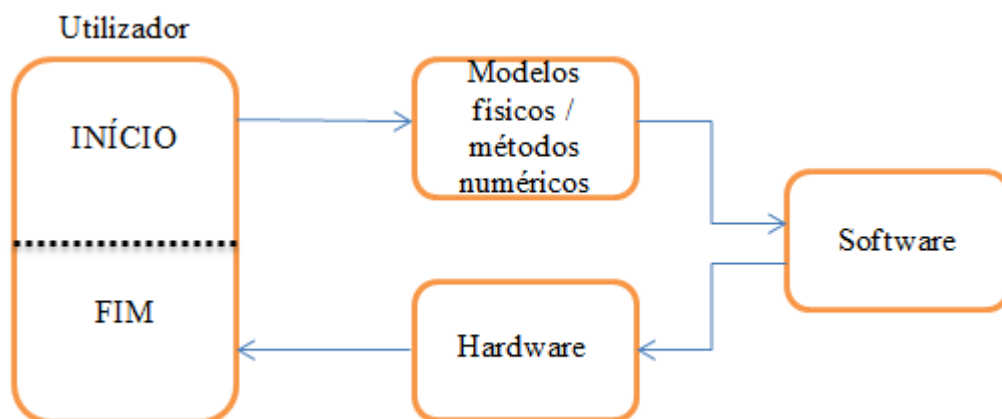 Utilizador
INÍCIO
FIM
Modelos
físicos /
métodos
numéricos
Software
Hardware